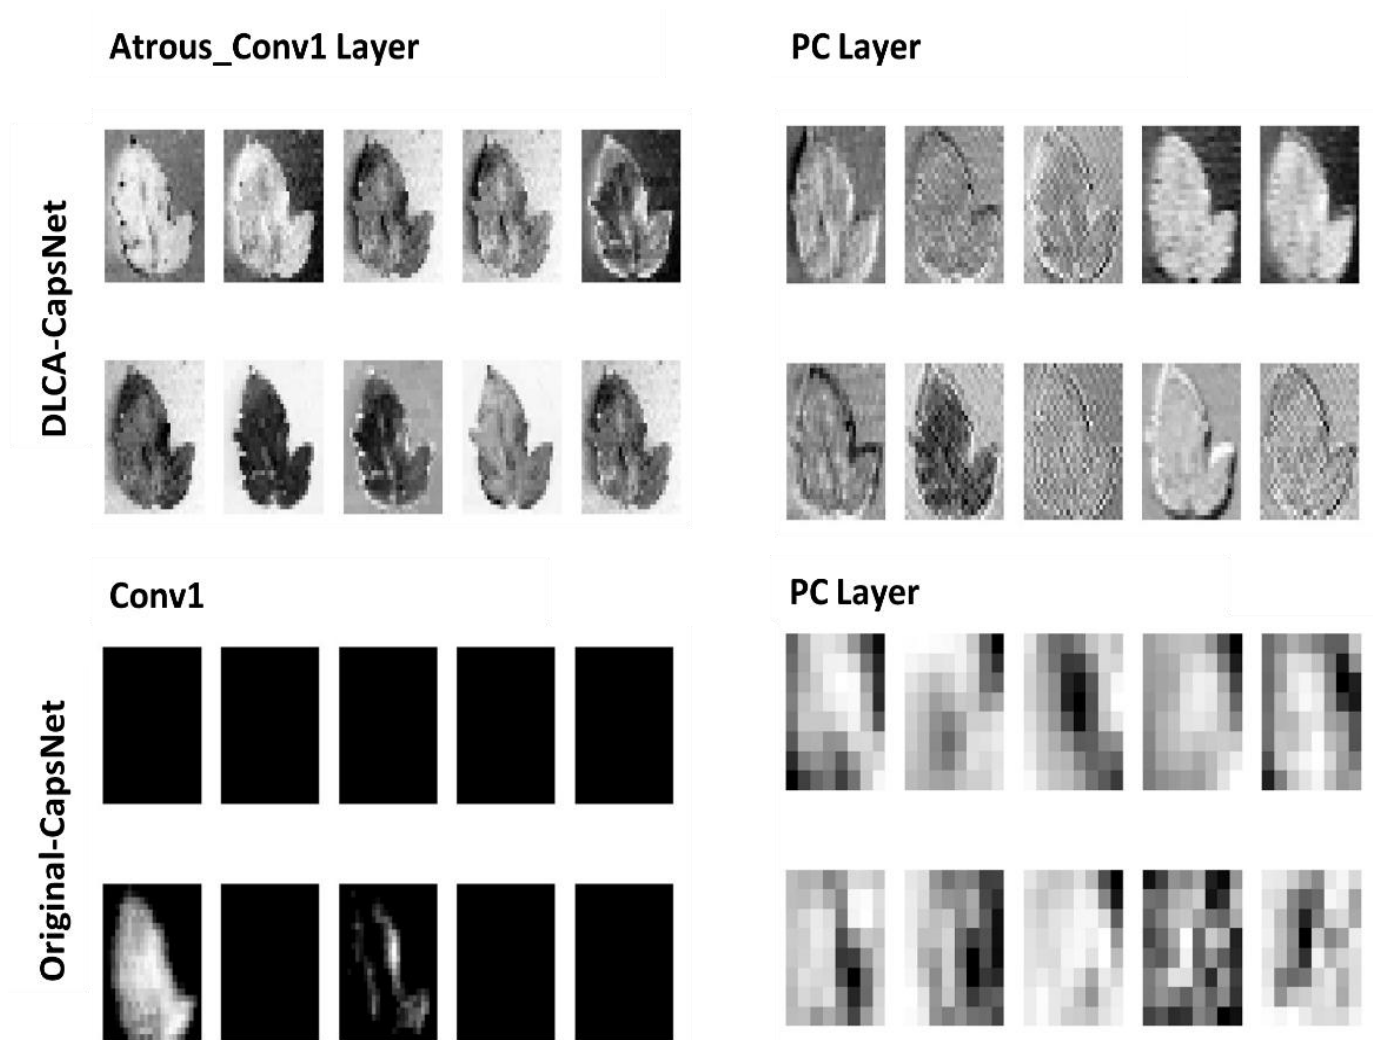 Atrous_Conv1 Layer
PC Layer
DLCA-CapsNet
Conv1
PC Layer
Original-CapsNet